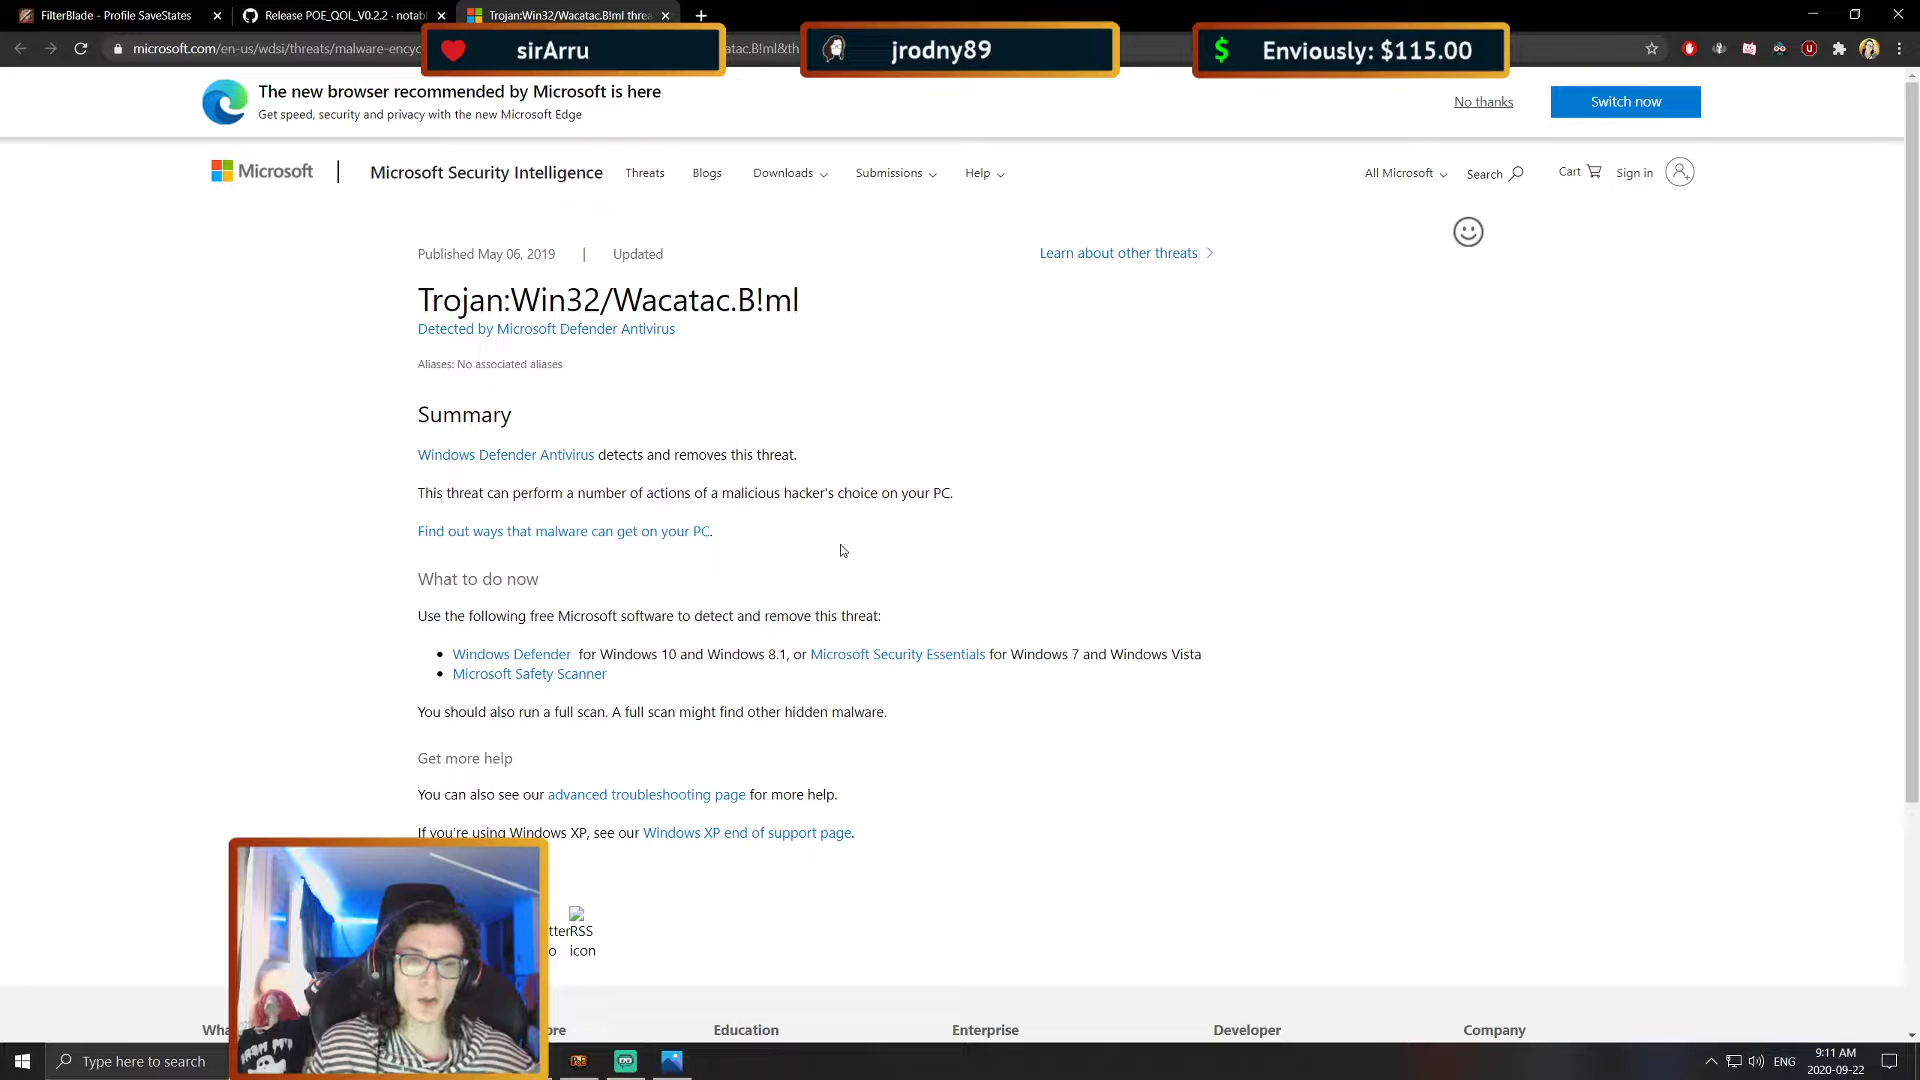 FilterBlade - Profile SaveStates
Release POE_QOL_V0.2.2 · notabl
Trojan:Win32/Wacatac.B!ml threa
microsoft.com/en-us/wdsi/threats/malware-encyc
atac.B!ml&th
sirArru
jrodny89
$ Enviously: $115.00
The new browser recommended by Microsoft is here
Get speed, security and privacy with the new Microsoft Edge
No thanks
Switch now
Microsoft
Microsoft Security Intelligence
Threats
Blogs
Downloads
Submissions
Help
All Microsoft
Search
Cart
Sign in
Published May 06, 2019 | Updated
Learn about other threats
Trojan:Win32/Wacatac.B!ml
Detected by Microsoft Defender Antivirus
Aliases: No associated aliases
Summary
Windows Defender Antivirus detects and removes this threat.
This threat can perform a number of actions of a malicious hacker's choice on your PC.
Find out ways that malware can get on your PC.
What to do now
Use the following free Microsoft software to detect and remove this threat:
• Windows Defender for Windows 10 and Windows 8.1, or Microsoft Security Essentials for Windows 7 and Windows Vista
• Microsoft Safety Scanner
You should also run a full scan. A full scan might find other hidden malware.
Get more help
You can also see our advanced troubleshooting page for more help.
If you're using Windows XP, see our Windows XP end of support page.
tterRSS
o icon
Wha
ore
Education
Enterprise
Developer
Company
Type here to search
ENG
9:11 AM
2020-09-22